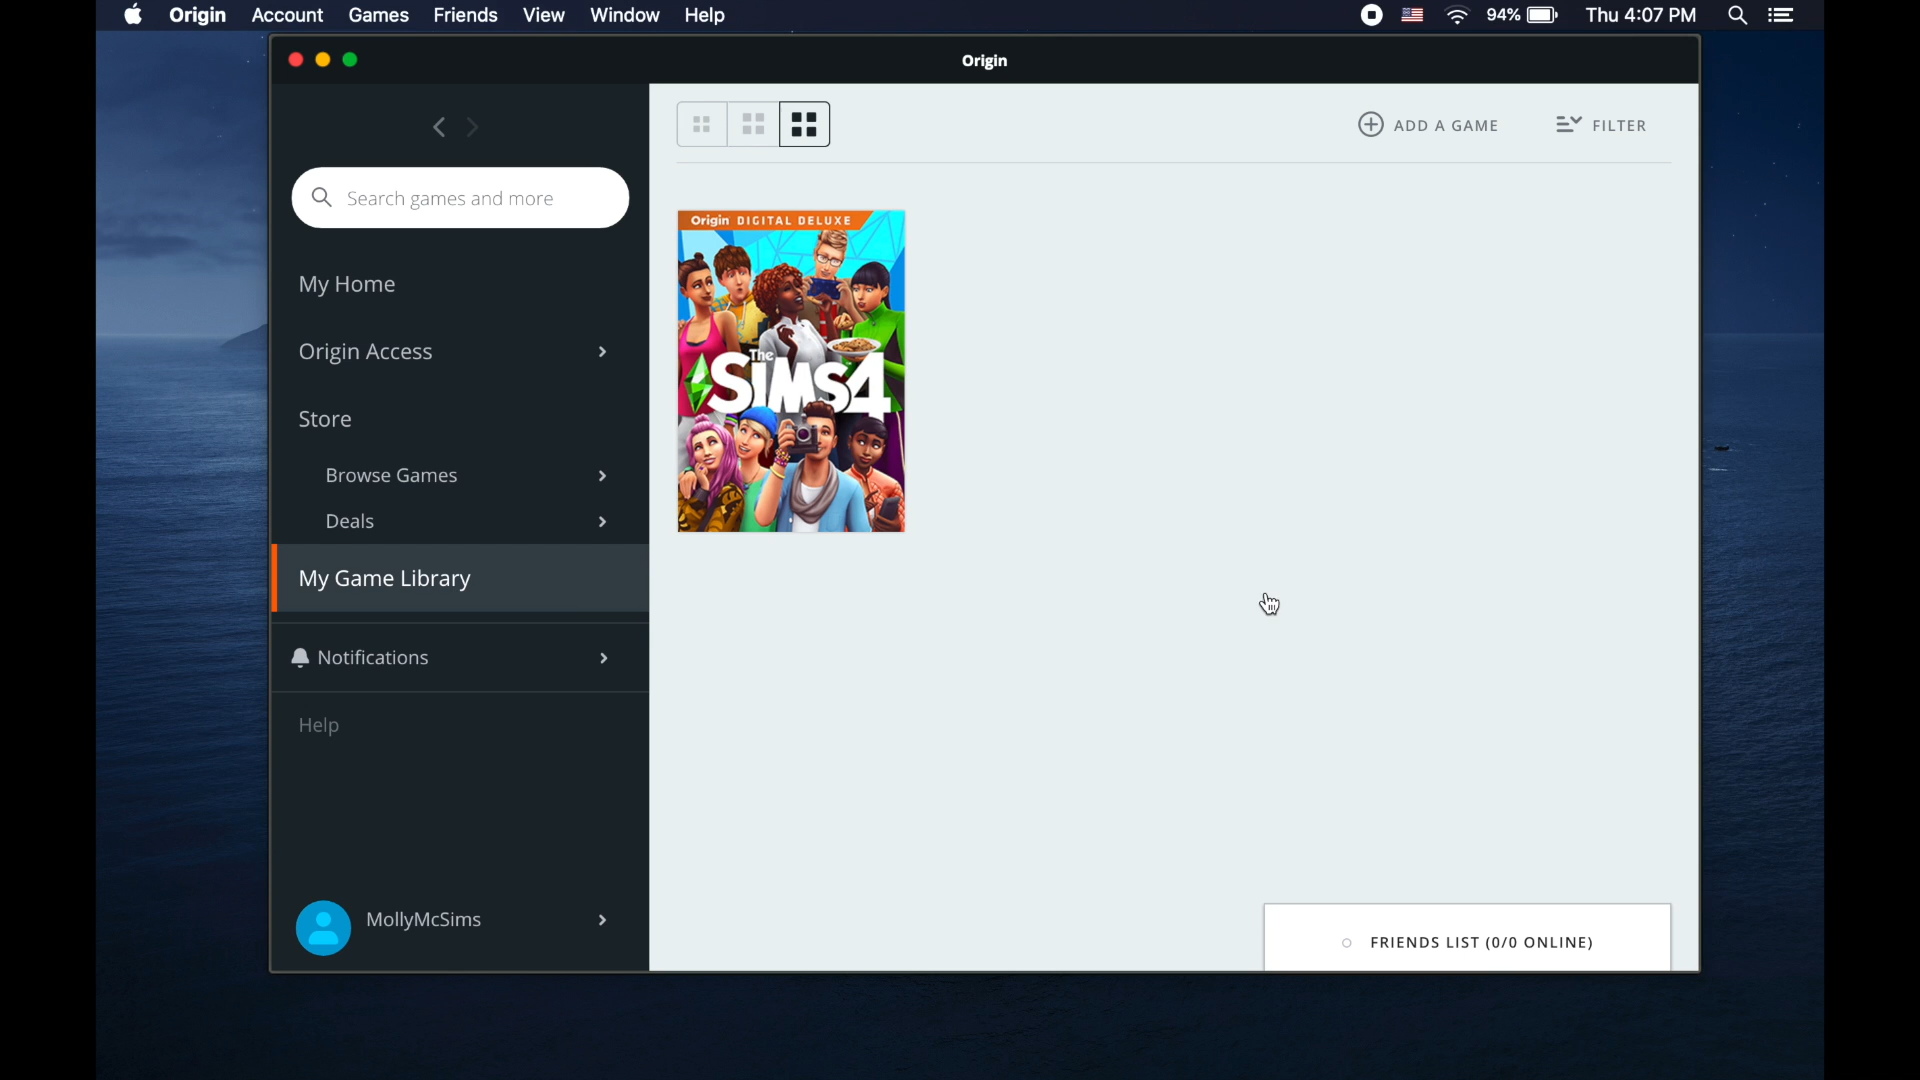 Origin Account Games Friends View Window Help 94% Thu 4:07 PM
Origin
Search games and more
ADD A GAME FILTER
My Home
Origin Access
Store
Browse Games
Deals
My Game Library
Notifications
Help
MollyMcSims
Origin DIGITAL DELUXE
The
SIMS4
FRIENDS LIST (0/0 ONLINE)